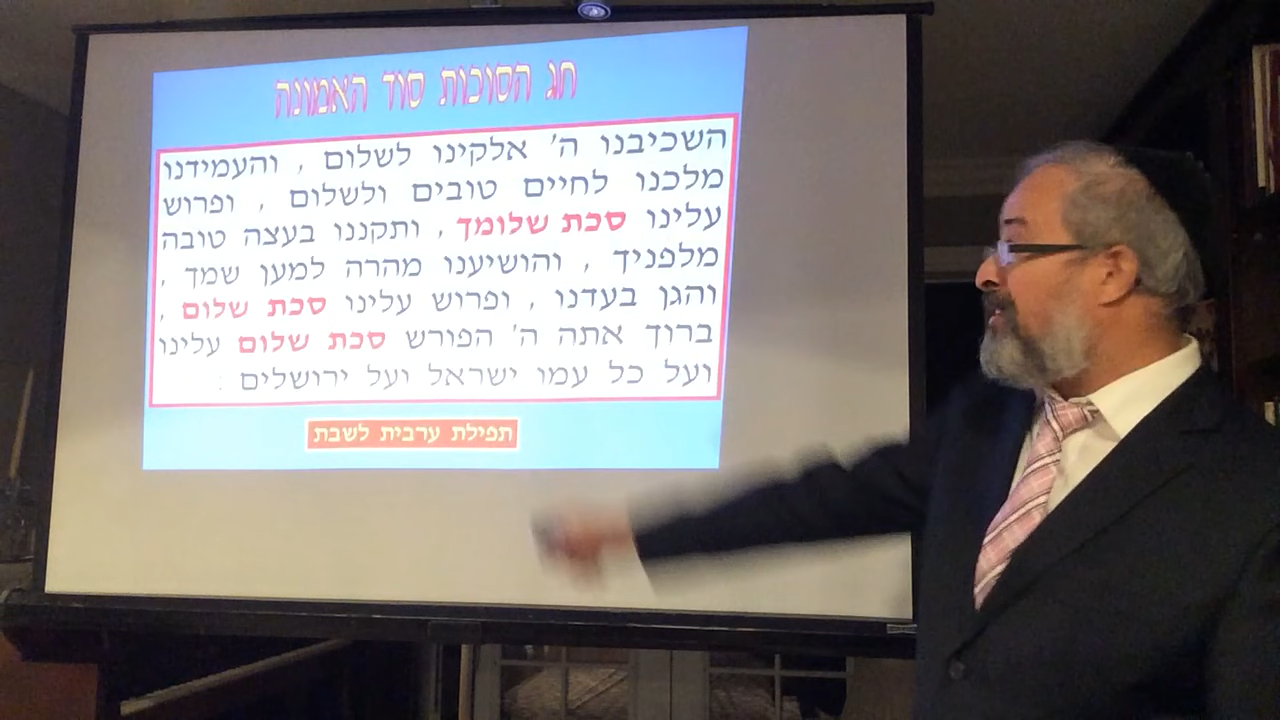 חג הסוכות סוד האמונה
השכיבנו ה' אלקינו לשלום , והעמידנו
מלכנו לחיים טובים ולשלום , ופרוש
עלינו סכת שלומך , ותקננו בעצה טובה
מלפניך , והושיענו מהרה למען שמך ,
והגן בעדנו , ופרוש עלינו סכת שלום ,
ברוך אתה ה' הפורש סכת שלום עלינו
ועל כל עמו ישראל ועל ירושלים :
תפילת ערבית לשבת